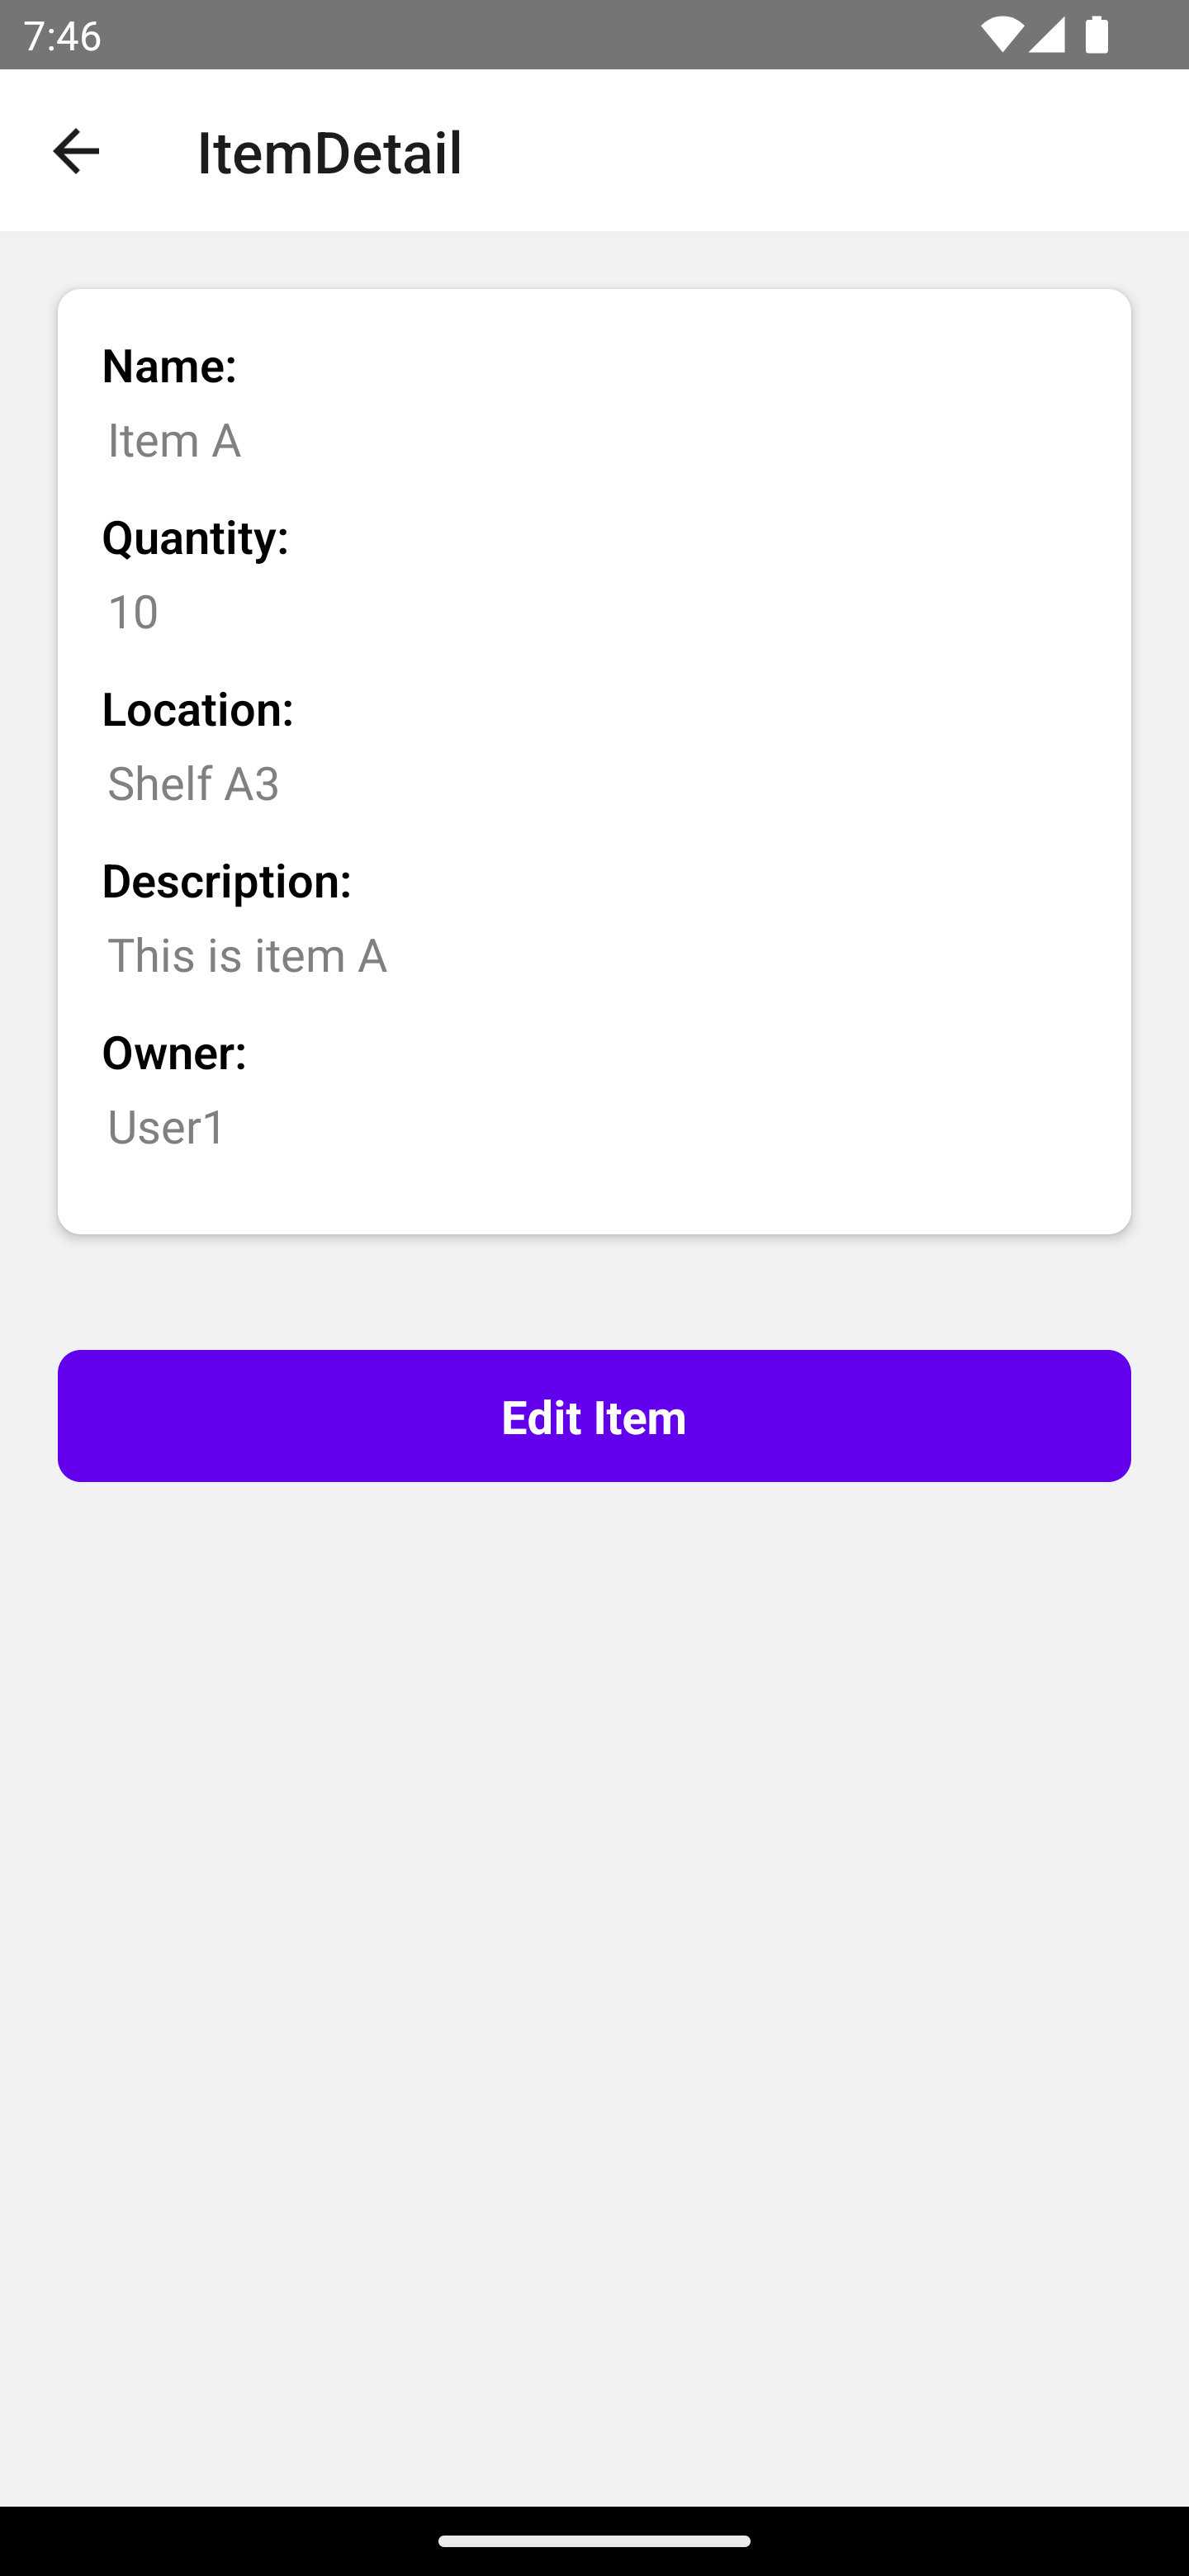 7:46
ItemDetail
Name:
Item A
Quantity:
10
Location:
Shelf A3
Description:
This is item A
Owner:
User1
Edit Item